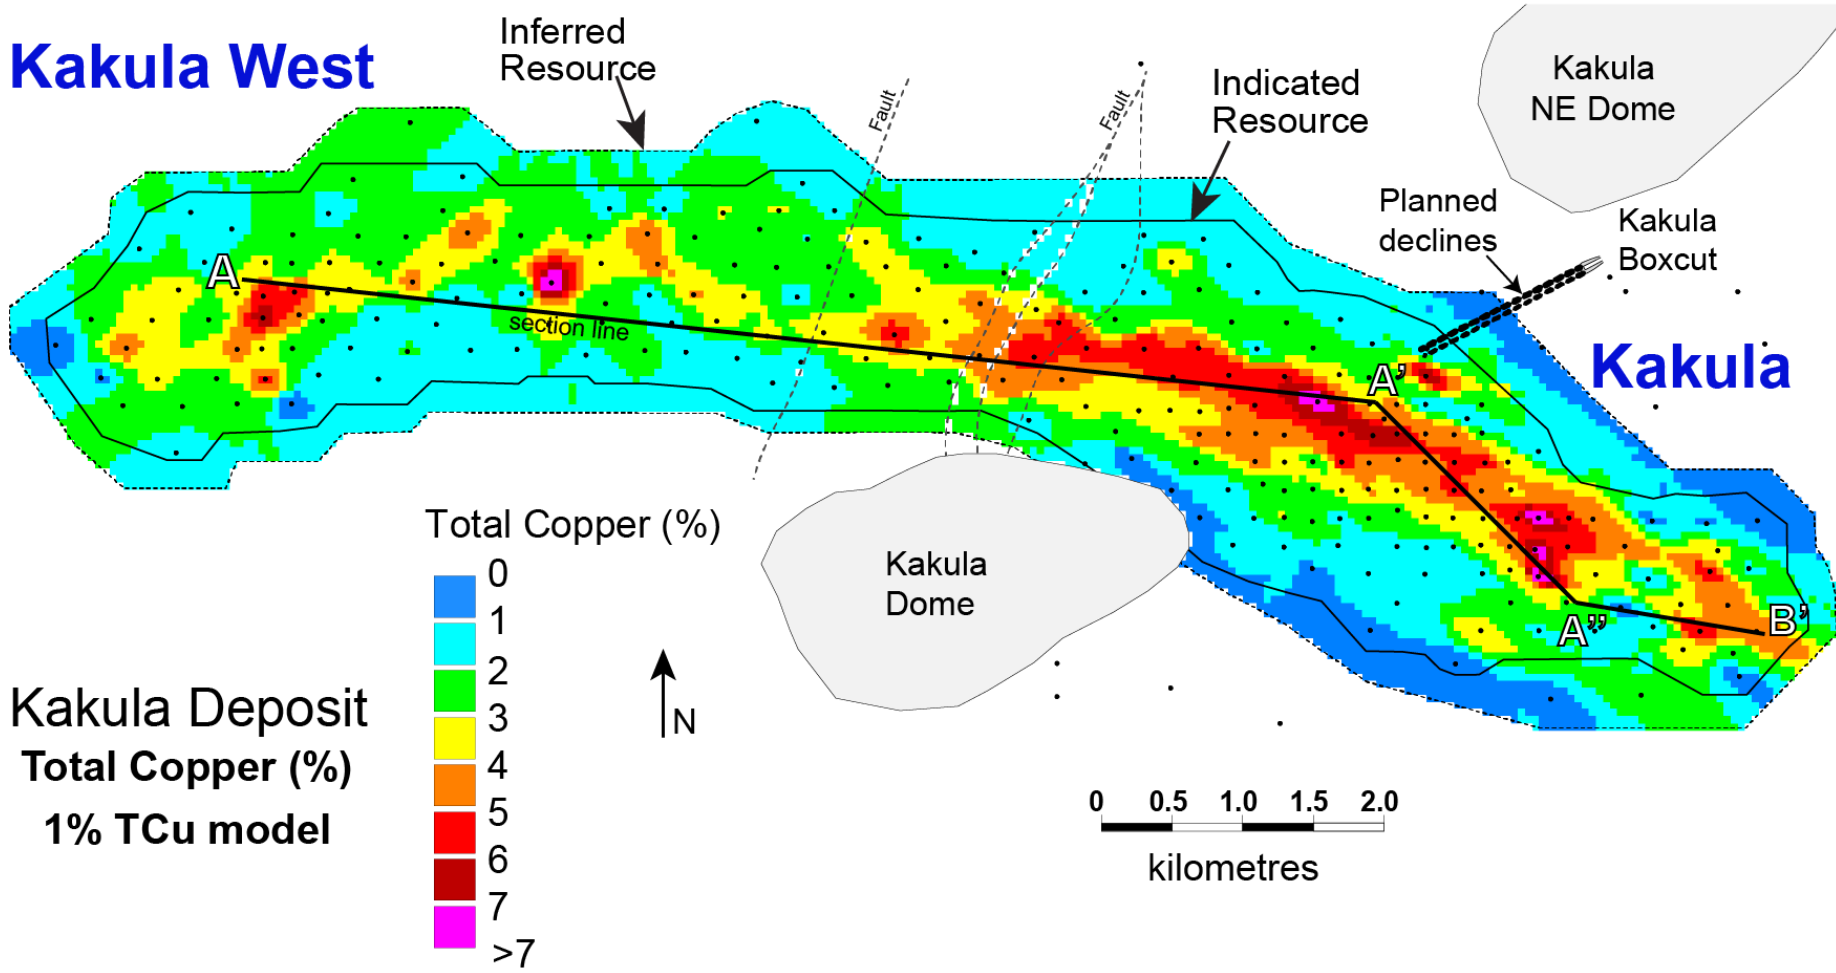 Kakula West
Inferred
Resource
Fault
Fault
Indicated
Resource
Kakula
NE Dome
Planned
declines
Kakula
Boxcut
Kakula
A
section line
A'
A''
B'
Kakula
Dome
Total Copper (%)
0
1
2
3
4
5
6
7
>7
N
Kakula Deposit
Total Copper (%)
1% TCu model
0 0.5 1.0 1.5 2.0
kilometres